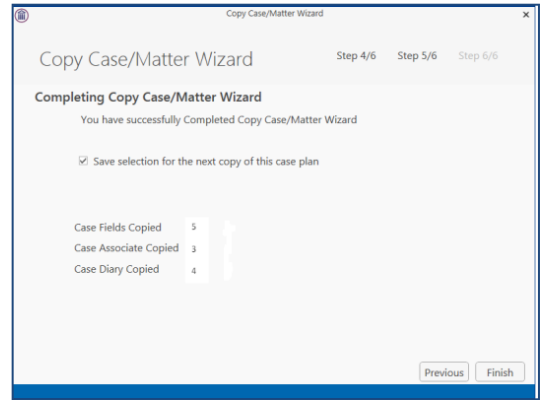 Copy Case/Matter Wizard
Copy Case/Matter Wizard Step 4/6 Step 5/6 Step 6/6
Completing Copy Case/Matter Wizard
You have successfully Completed Copy Case/Matter Wizard
Save selection for the next copy of this case plan
Case Fields Copied 5
Case Associate Copied 3
Case Diary Copied 4
Previous Finish